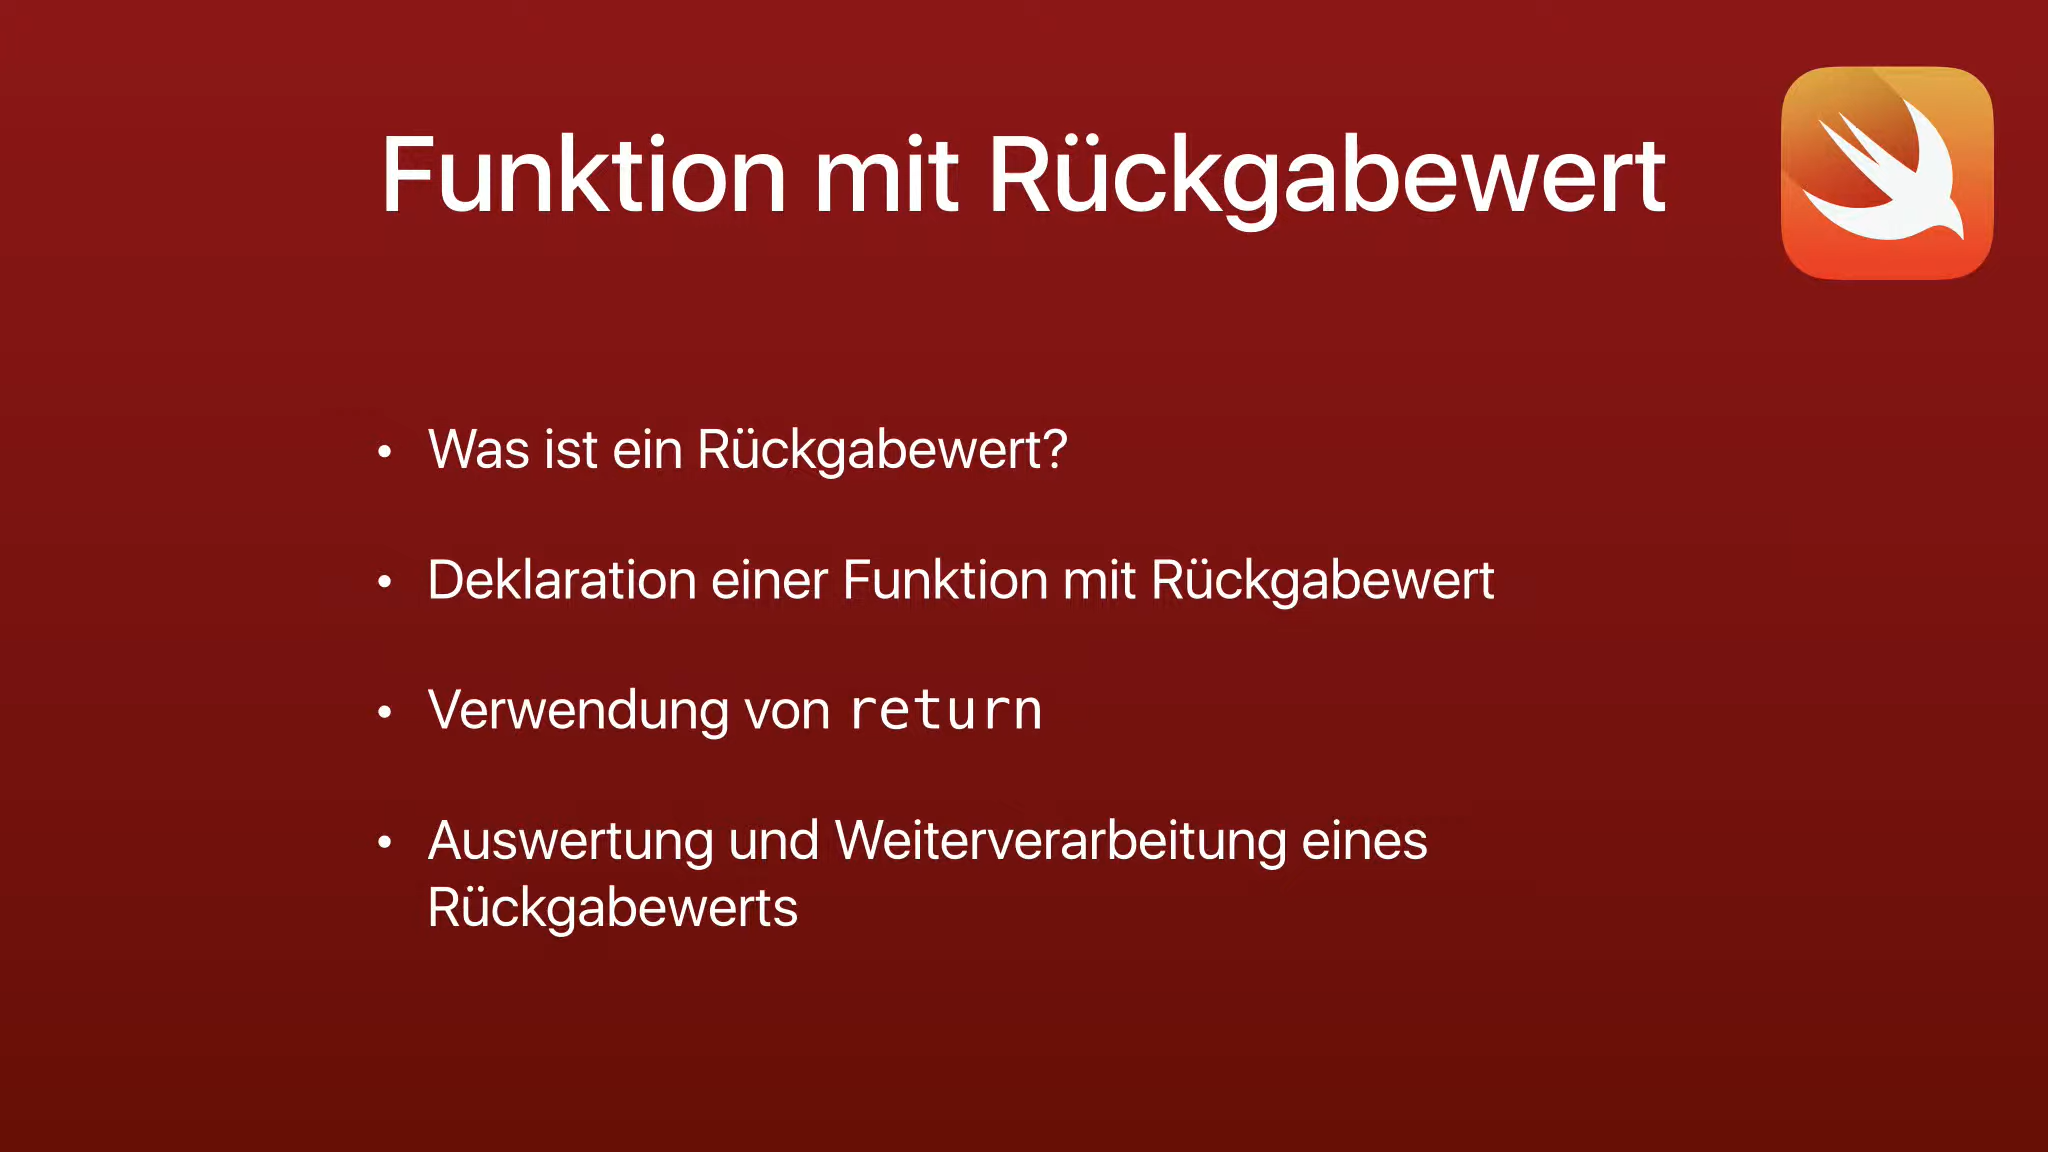 Funktion mit Rückgabewert
• Was ist ein Rückgabewert?
• Deklaration einer Funktion mit Rückgabewert
• Verwendung von return
• Auswertung und Weiterverarbeitung eines
Rückgabewerts